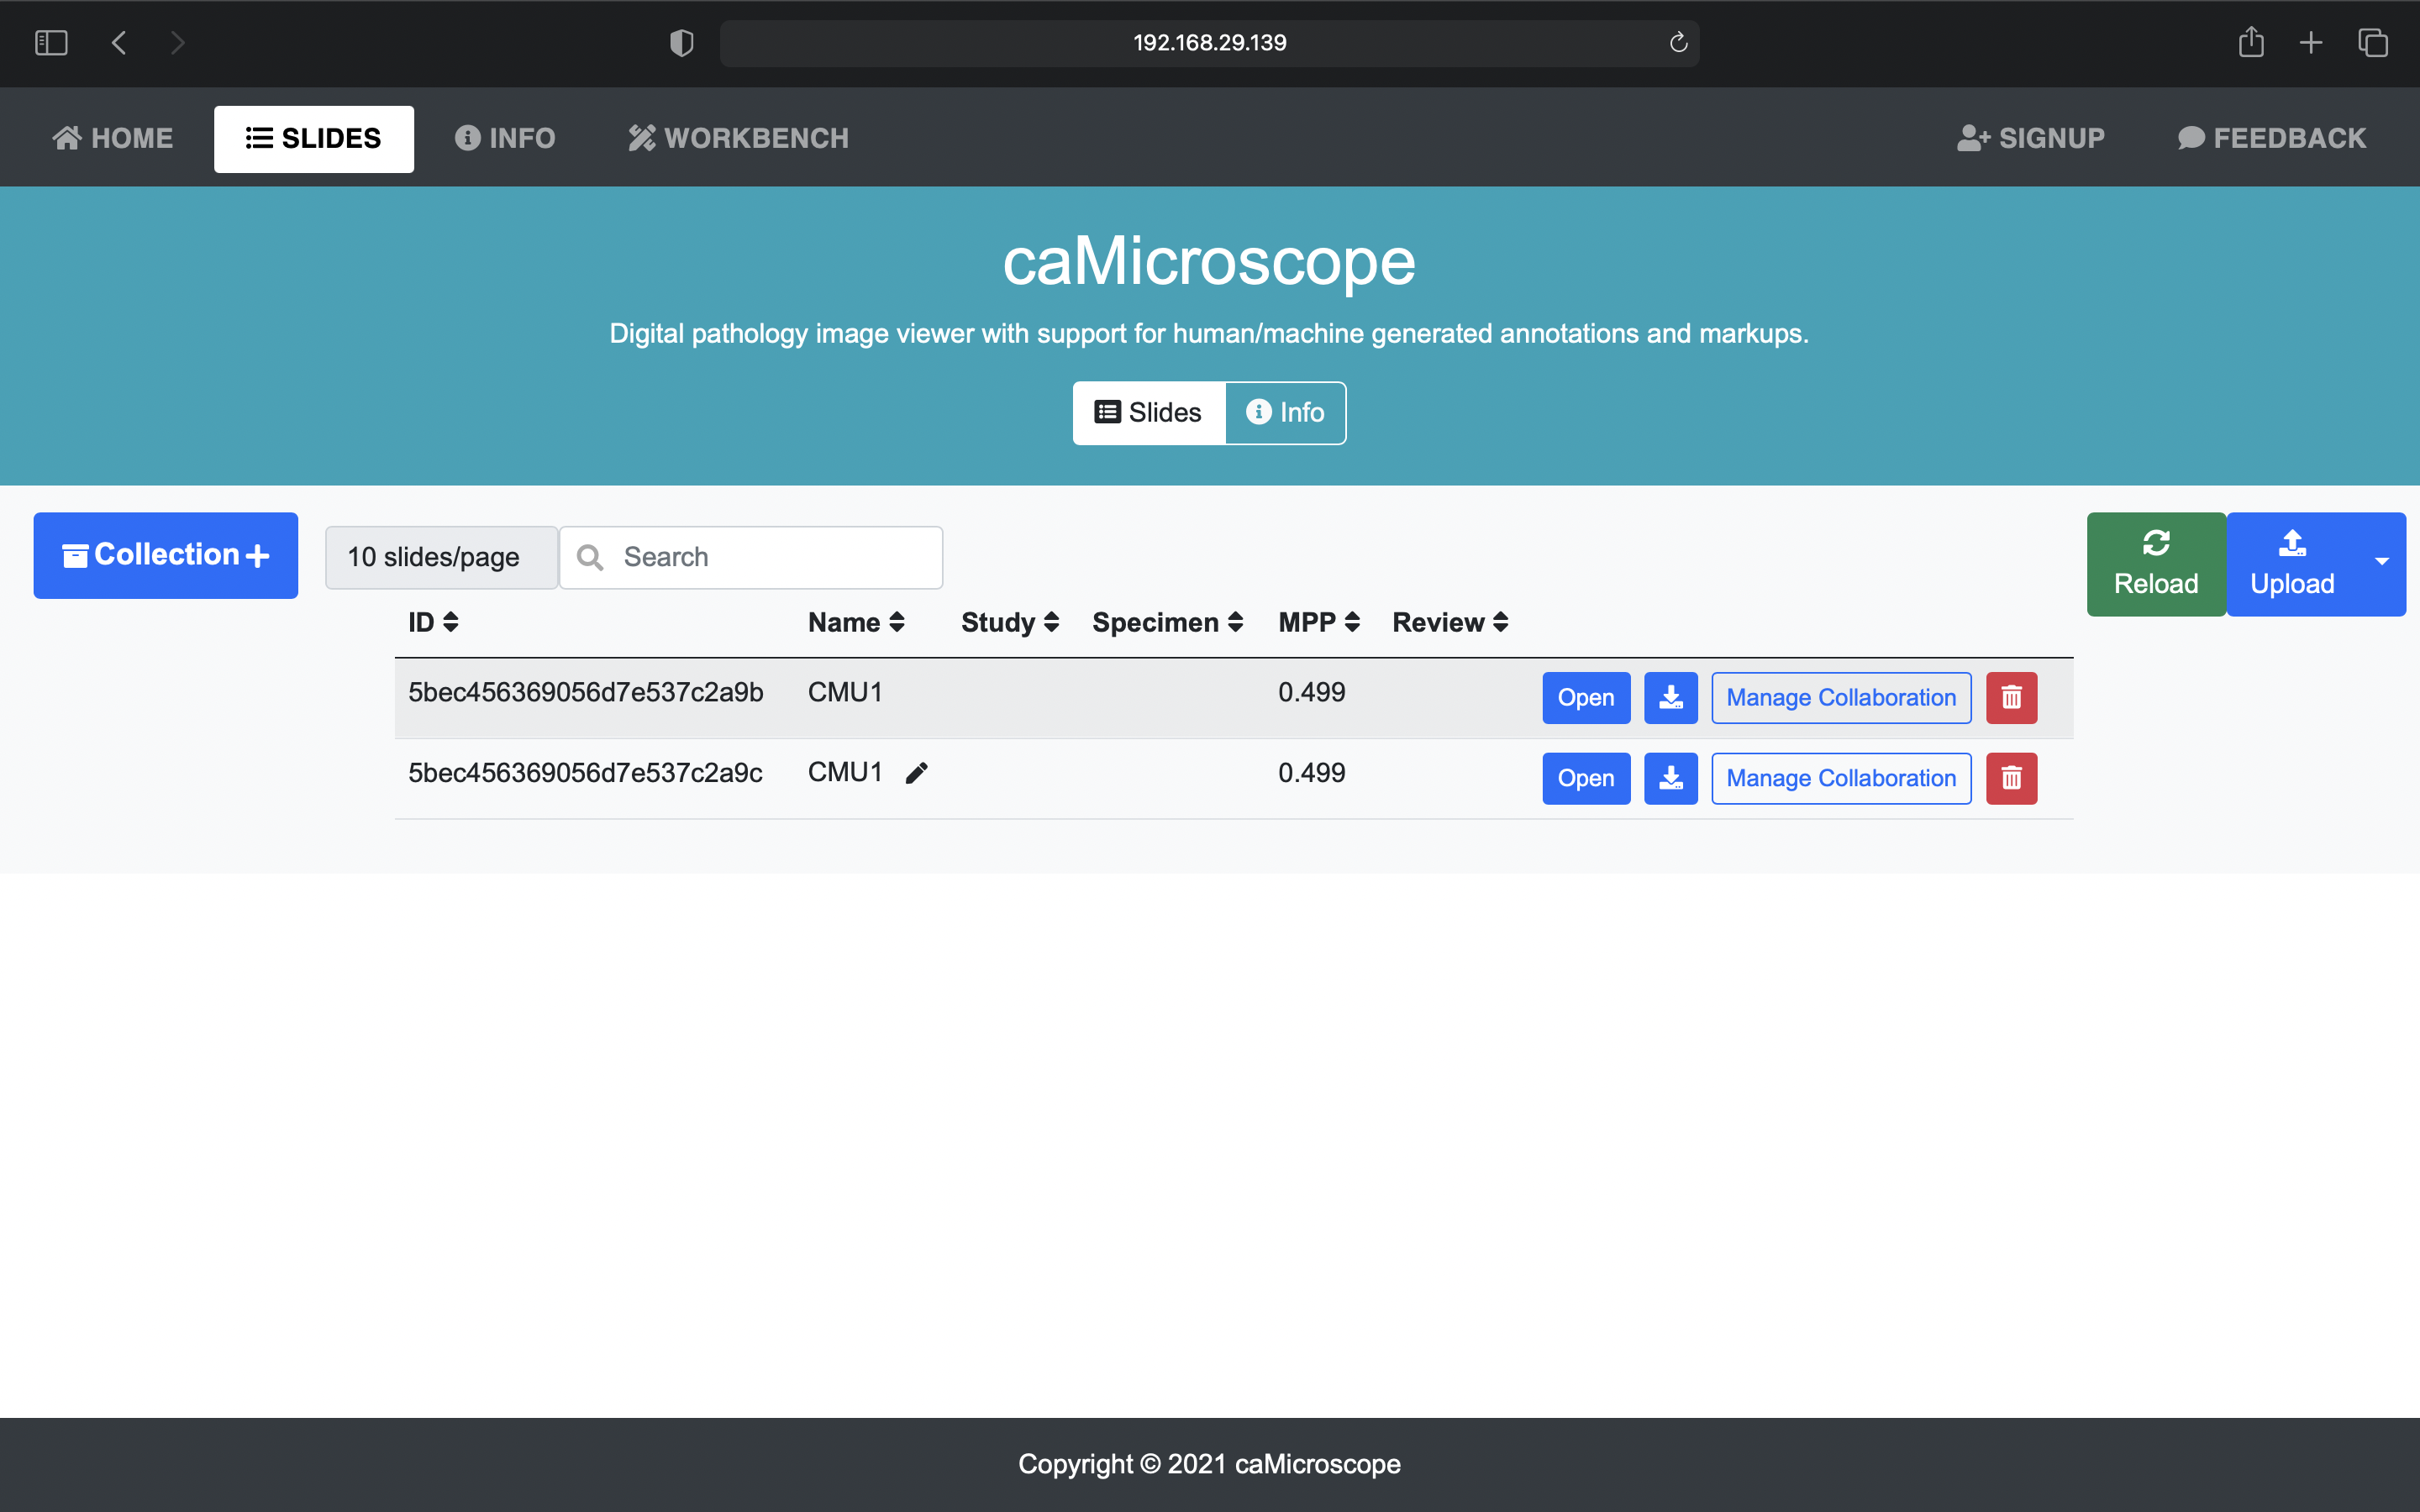 192.168.29.139
HOME SLIDES INFO WORKBENCH SIGNUP FEEDBACK
caMicroscope
Digital pathology image viewer with support for human/machine generated annotations and markups.
Slides Info
Collection 10 slides/page Search Reload Upload
ID Name Study Specimen MPP Review
5bec456369056d7e537c2a9b CMU1 0.499 Open Manage Collaboration
5bec456369056d7e537c2a9c CMU1 0.499 Open Manage Collaboration
Copyright © 2021 caMicroscope